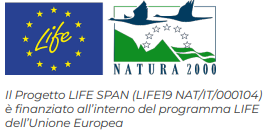 Life
NATURA 2000
Il Progetto LIFE SPAN (LIFE19 NAT/IT/000104)
è finanziato all'interno del programma LIFE
dell'Unione Europea